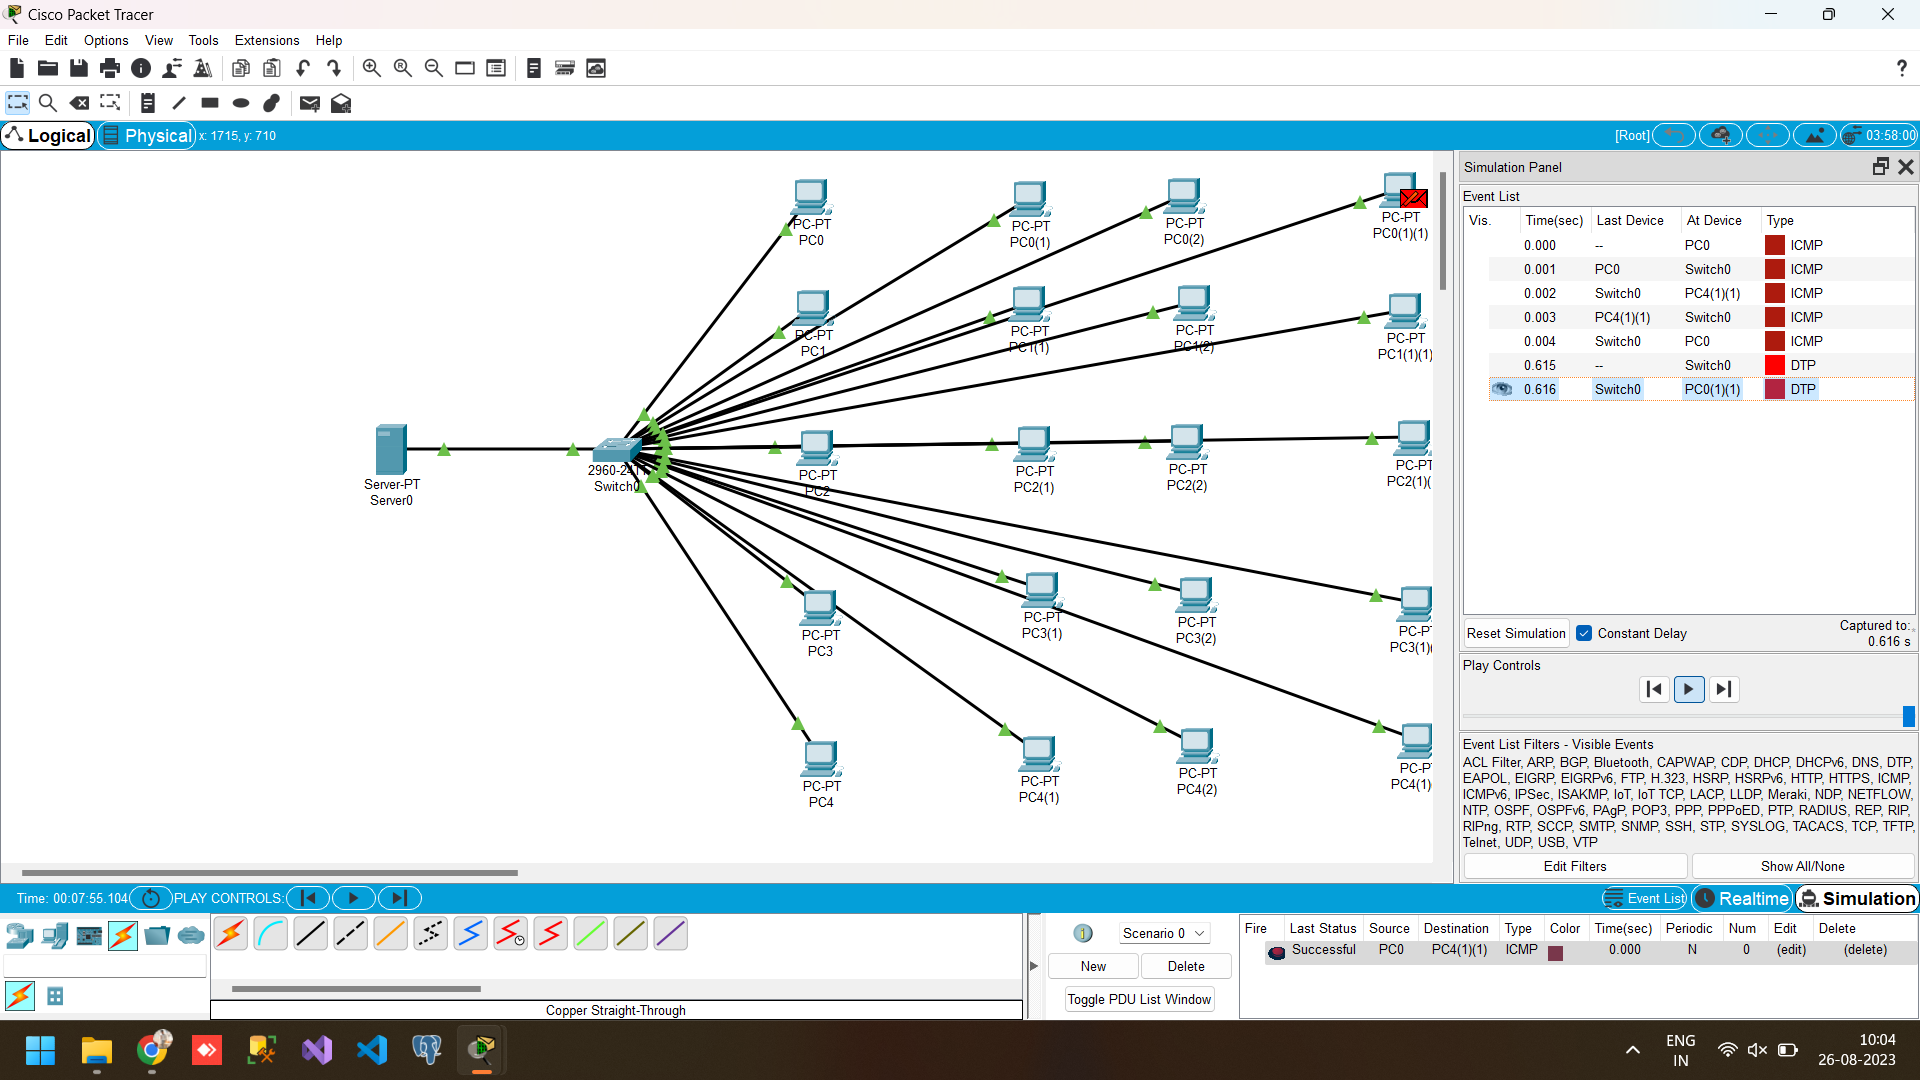 Cisco Packet Tracer
File Edit Options View Tools Extensions Help
Logical Physical x: 1715, y: 710 [Root] 03:58:00
PC-PT
PC0
PC-PT
PC0(1)
PC-PT
PC0(2)
PC-PT
PC0(1)(1)
PC-PT
PC1
PC-PT
PC1(1)
PC-PT
PC1(2)
PC-PT
PC1(1)(1)
Server-PT
Server0
2960-24T
Switch0
PC-PT
PC2
PC-PT
PC2(1)
PC-PT
PC2(2)
PC-PT
PC2(1)(
PC-PT
PC3
PC-PT
PC3(1)
PC-PT
PC3(2)
PC-PT
PC3(1)(
PC-PT
PC4
PC-PT
PC4(1)
PC-PT
PC4(2)
PC-PT
PC4(1)
Simulation Panel
Event List
Vis. Time(sec) Last Device At Device Type
0.000 -- PC0 ICMP
0.001 PC0 Switch0 ICMP
0.002 Switch0 PC4(1)(1) ICMP
0.003 PC4(1)(1) Switch0 ICMP
0.004 Switch0 PC0 ICMP
0.615 -- Switch0 DTP
0.616 Switch0 PC0(1)(1) DTP
Reset Simulation Constant Delay Captured to:
0.616 s
Play Controls
Event List Filters - Visible Events
ACL Filter, ARP, BGP, Bluetooth, CAPWAP, CDP, DHCP, DHCPv6, DNS, DTP,
EAPOL, EIGRP, EIGRPv6, FTP, H.323, HSRP, HSRPv6, HTTP, HTTPS, ICMP,
ICMPv6, IPSec, ISAKMP, IoT, IoT TCP, LACP, LLDP, Meraki, NDP, NETFLOW,
NTP, OSPF, OSPFv6, PAgP, POP3, PPP, PPPoED, PTP, RADIUS, REP, RIP,
RIPng, RTP, SCCP, SMTP, SNMP, SSH, STP, SYSLOG, TACACS, TCP, TFTP,
Telnet, UDP, USB, VTP
Edit Filters Show All/None
Time: 00:07:55.104 PLAY CONTROLS: Event List Realtime Simulation
Copper Straight-Through
1 Scenario 0
New Delete
Toggle PDU List Window
Fire Last Status Source Destination Type Color Time(sec) Periodic Num Edit Delete
Successful PC0 PC4(1)(1) ICMP 0.000 N 0 (edit) (delete)
ENG
IN
10:04
26-08-2023